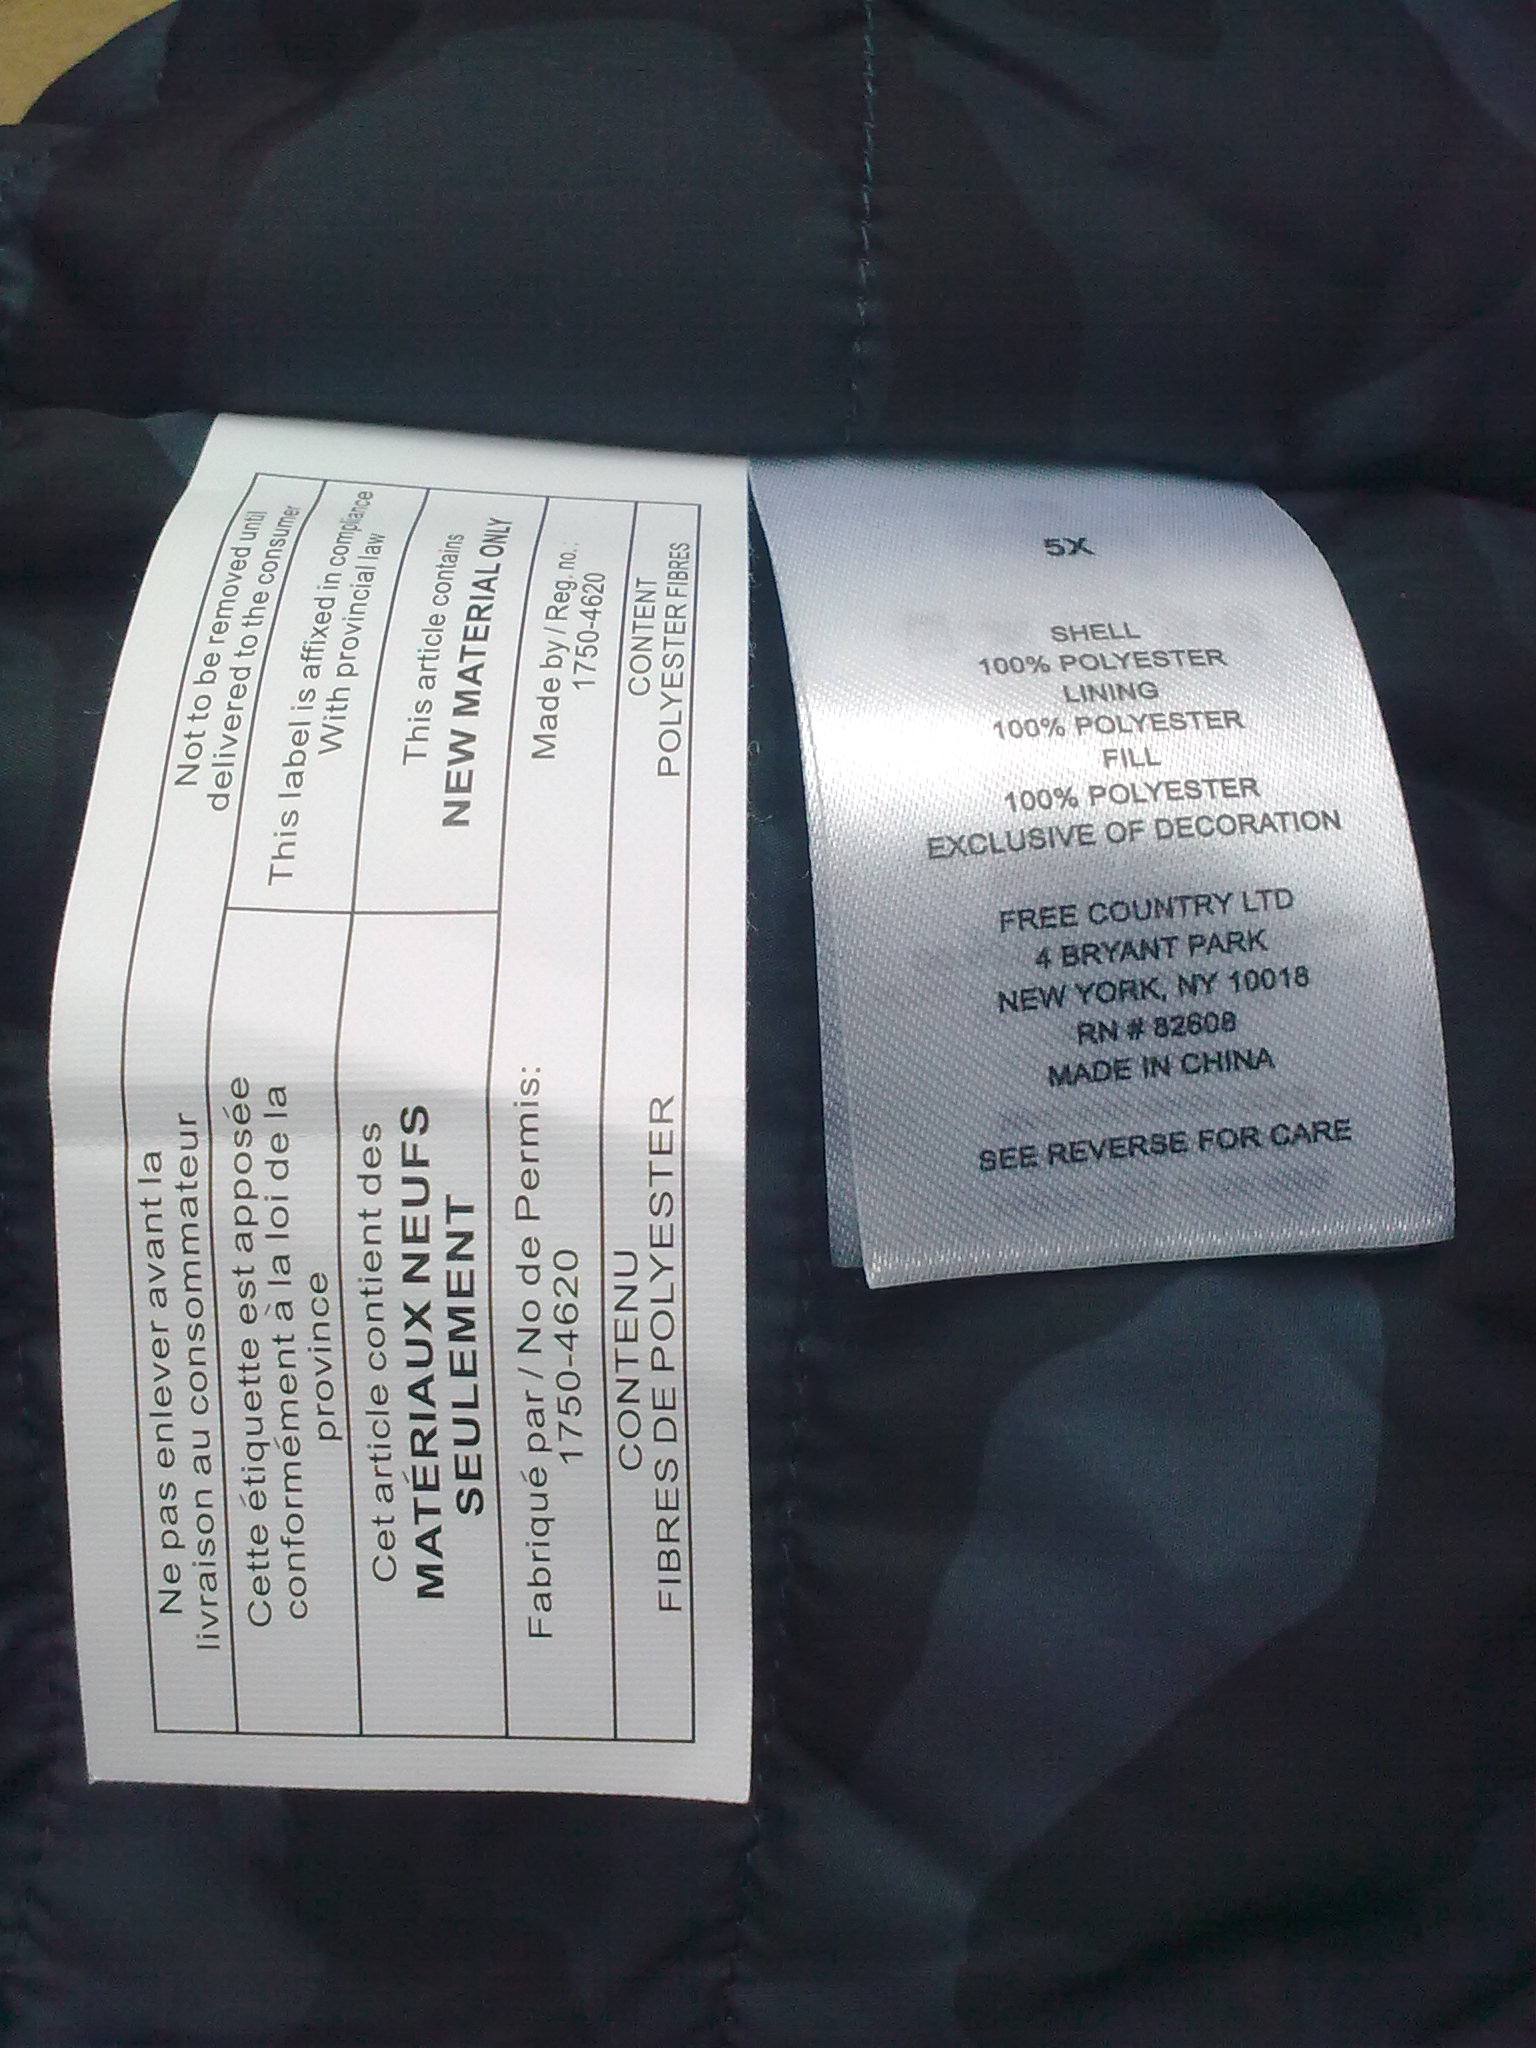 Not to be removed until
delivered to the consumer
This label is affixed in compliance
With provincial law
This article contains
NEW MATERIAL ONLY
Made by / Reg. no.:
1750-4620
CONTENT
POLYESTER FIBRES
Ne pas enlever avant la
livraison au consommateur
Cette étiquette est apposée
conformément à la loi de la
province
Cet article contient des
MATÉRIAUX NEUFS
SEULEMENT
Fabriqué par / No de Permis:
1750-4620
CONTENU
FIBRES DE POLYESTER
5X
SHELL
100% POLYESTER
LINING
100% POLYESTER
FILL
100% POLYESTER
EXCLUSIVE OF DECORATION
FREE COUNTRY LTD
4 BRYANT PARK
NEW YORK, NY 10018
RN # 82608
MADE IN CHINA
SEE REVERSE FOR CARE